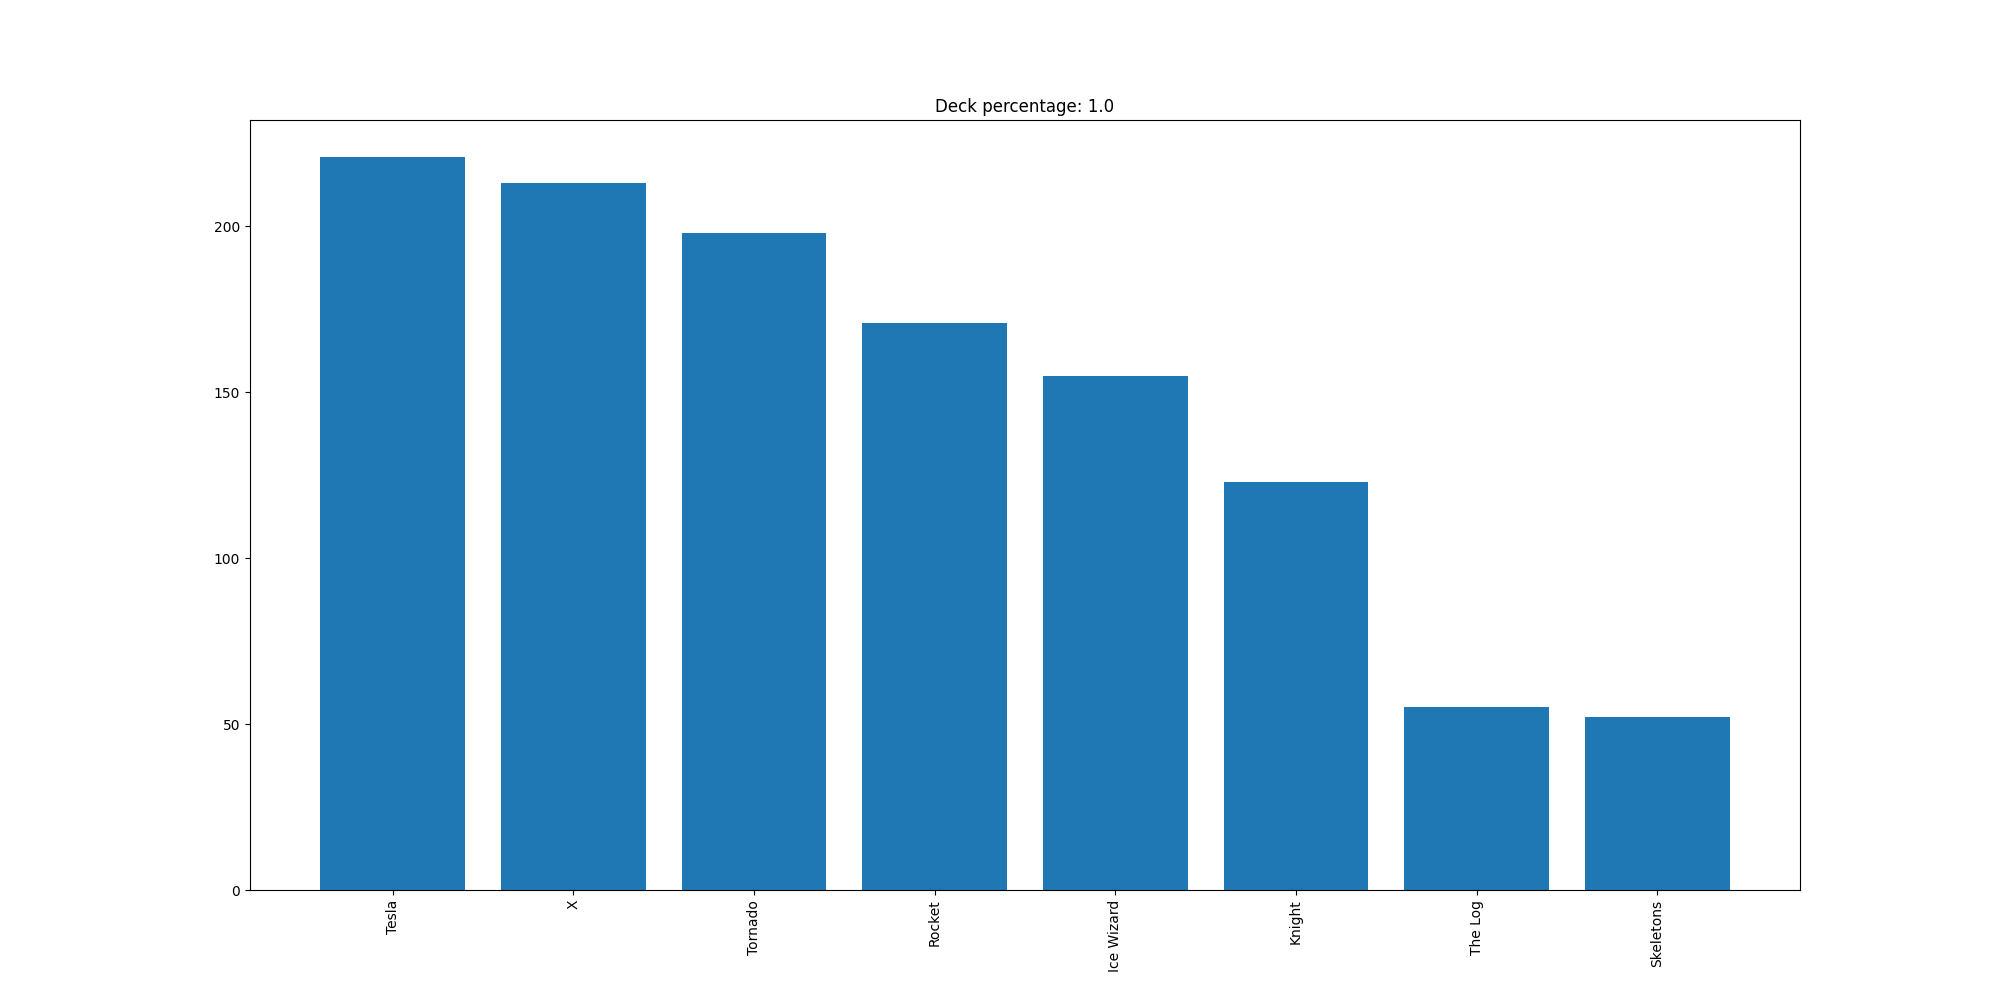 Deck percentage: 1.0
200
150
100
50
0
Tesla
X
Tornado
Rocket
Ice Wizard
Knight
The Log
Skeletons